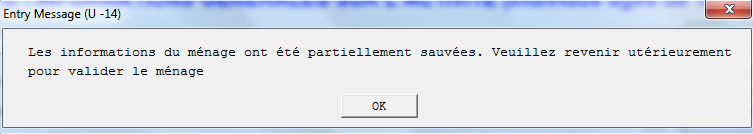 Entry Message (U -14)
Les informations du ménage ont été partiellement sauvées. Veuillez revenir utérieurement
pour valider le ménage
OK